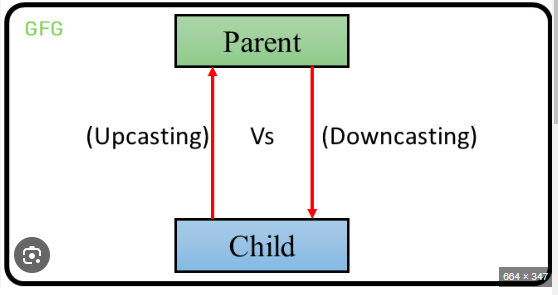 GFG
Parent
(Upcasting) Vs (Downcasting)
Child
664 × 347